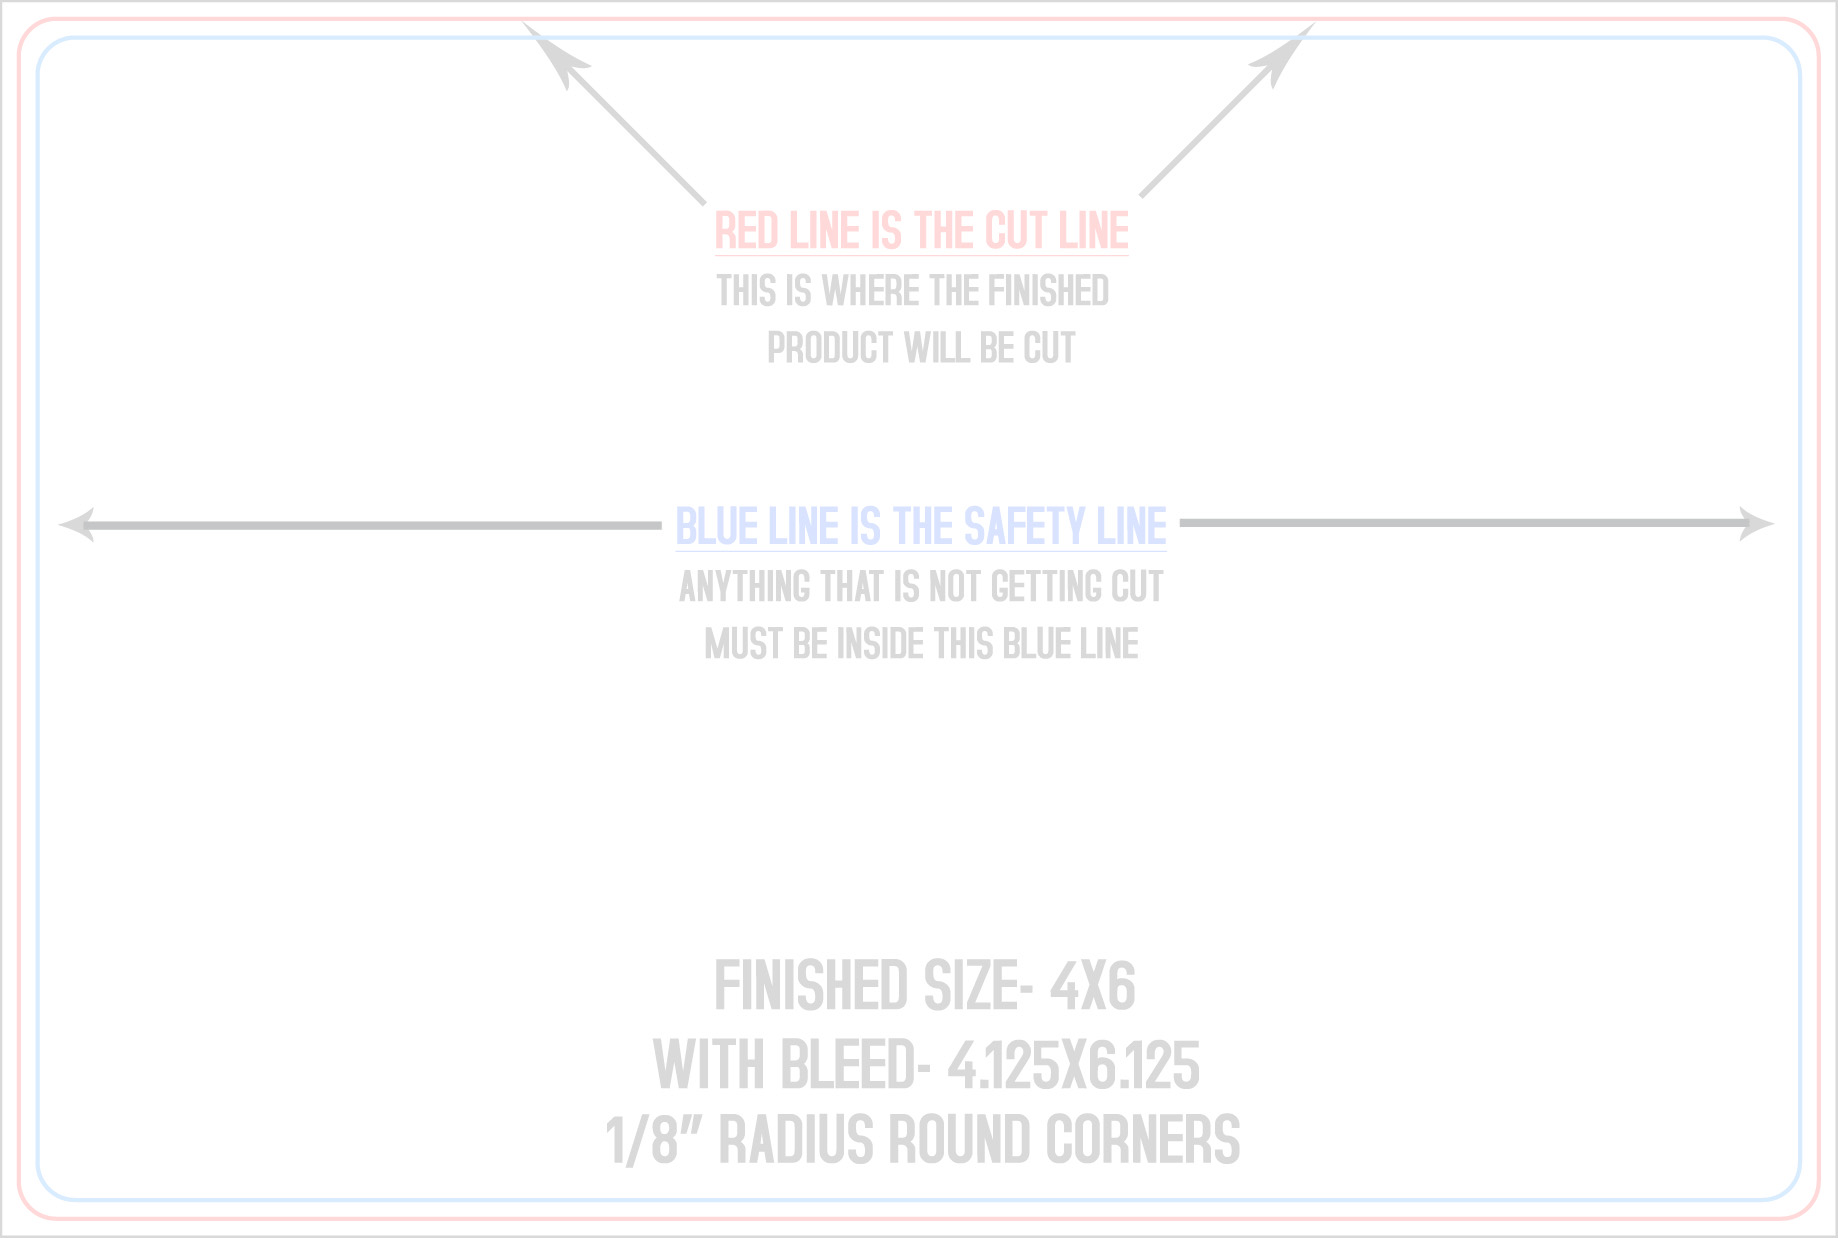 RED LINE IS THE CUT LINE
THIS IS WHERE THE FINISHED
PRODUCT WILL BE CUT
BLUE LINE IS THE SAFETY LINE
ANYTHING THAT IS NOT GETTING CUT
MUST BE INSIDE THIS BLUE LINE
FINISHED SIZE- 4X6
WITH BLEED- 4.125X6.125
1/8" RADIUS ROUND CORNERS